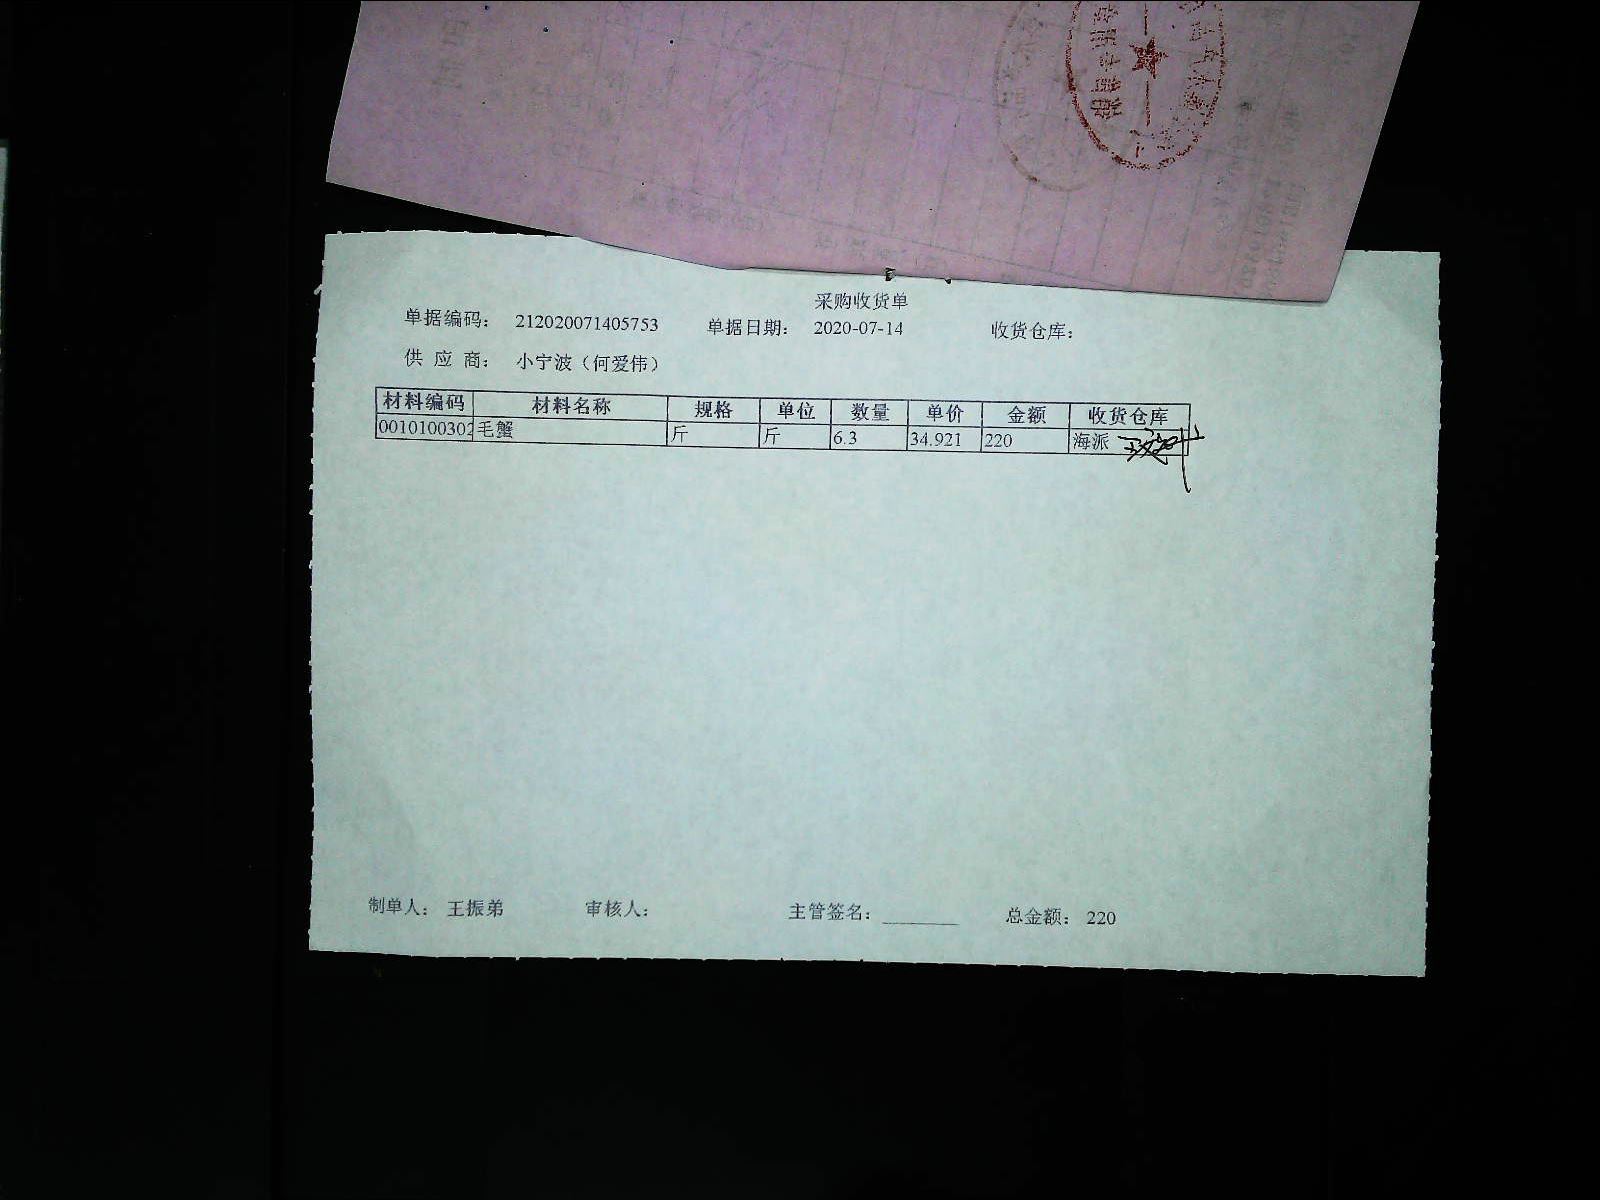 采购收货单
单据编码： 212020071405753 单据日期： 2020-07-14 收货仓库：
供 应 商： 小宁波（何爱伟）
材料编码 材料名称 规格 单位 数量 单价 金额 收货仓库
0010100302 毛蟹 斤 斤 6.3 34.921 220 海派
制单人： 王振弟 审核人： 主管签名： 总金额： 220